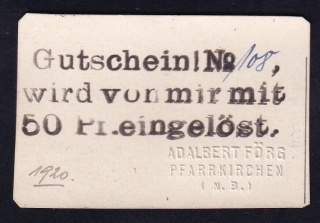 Gutschein! № 108,
wird von mir mit
50 Pf. eingelöst.
ADALBERT FÖRG
PFARRKIRCHEN
( N. B. )
1920.